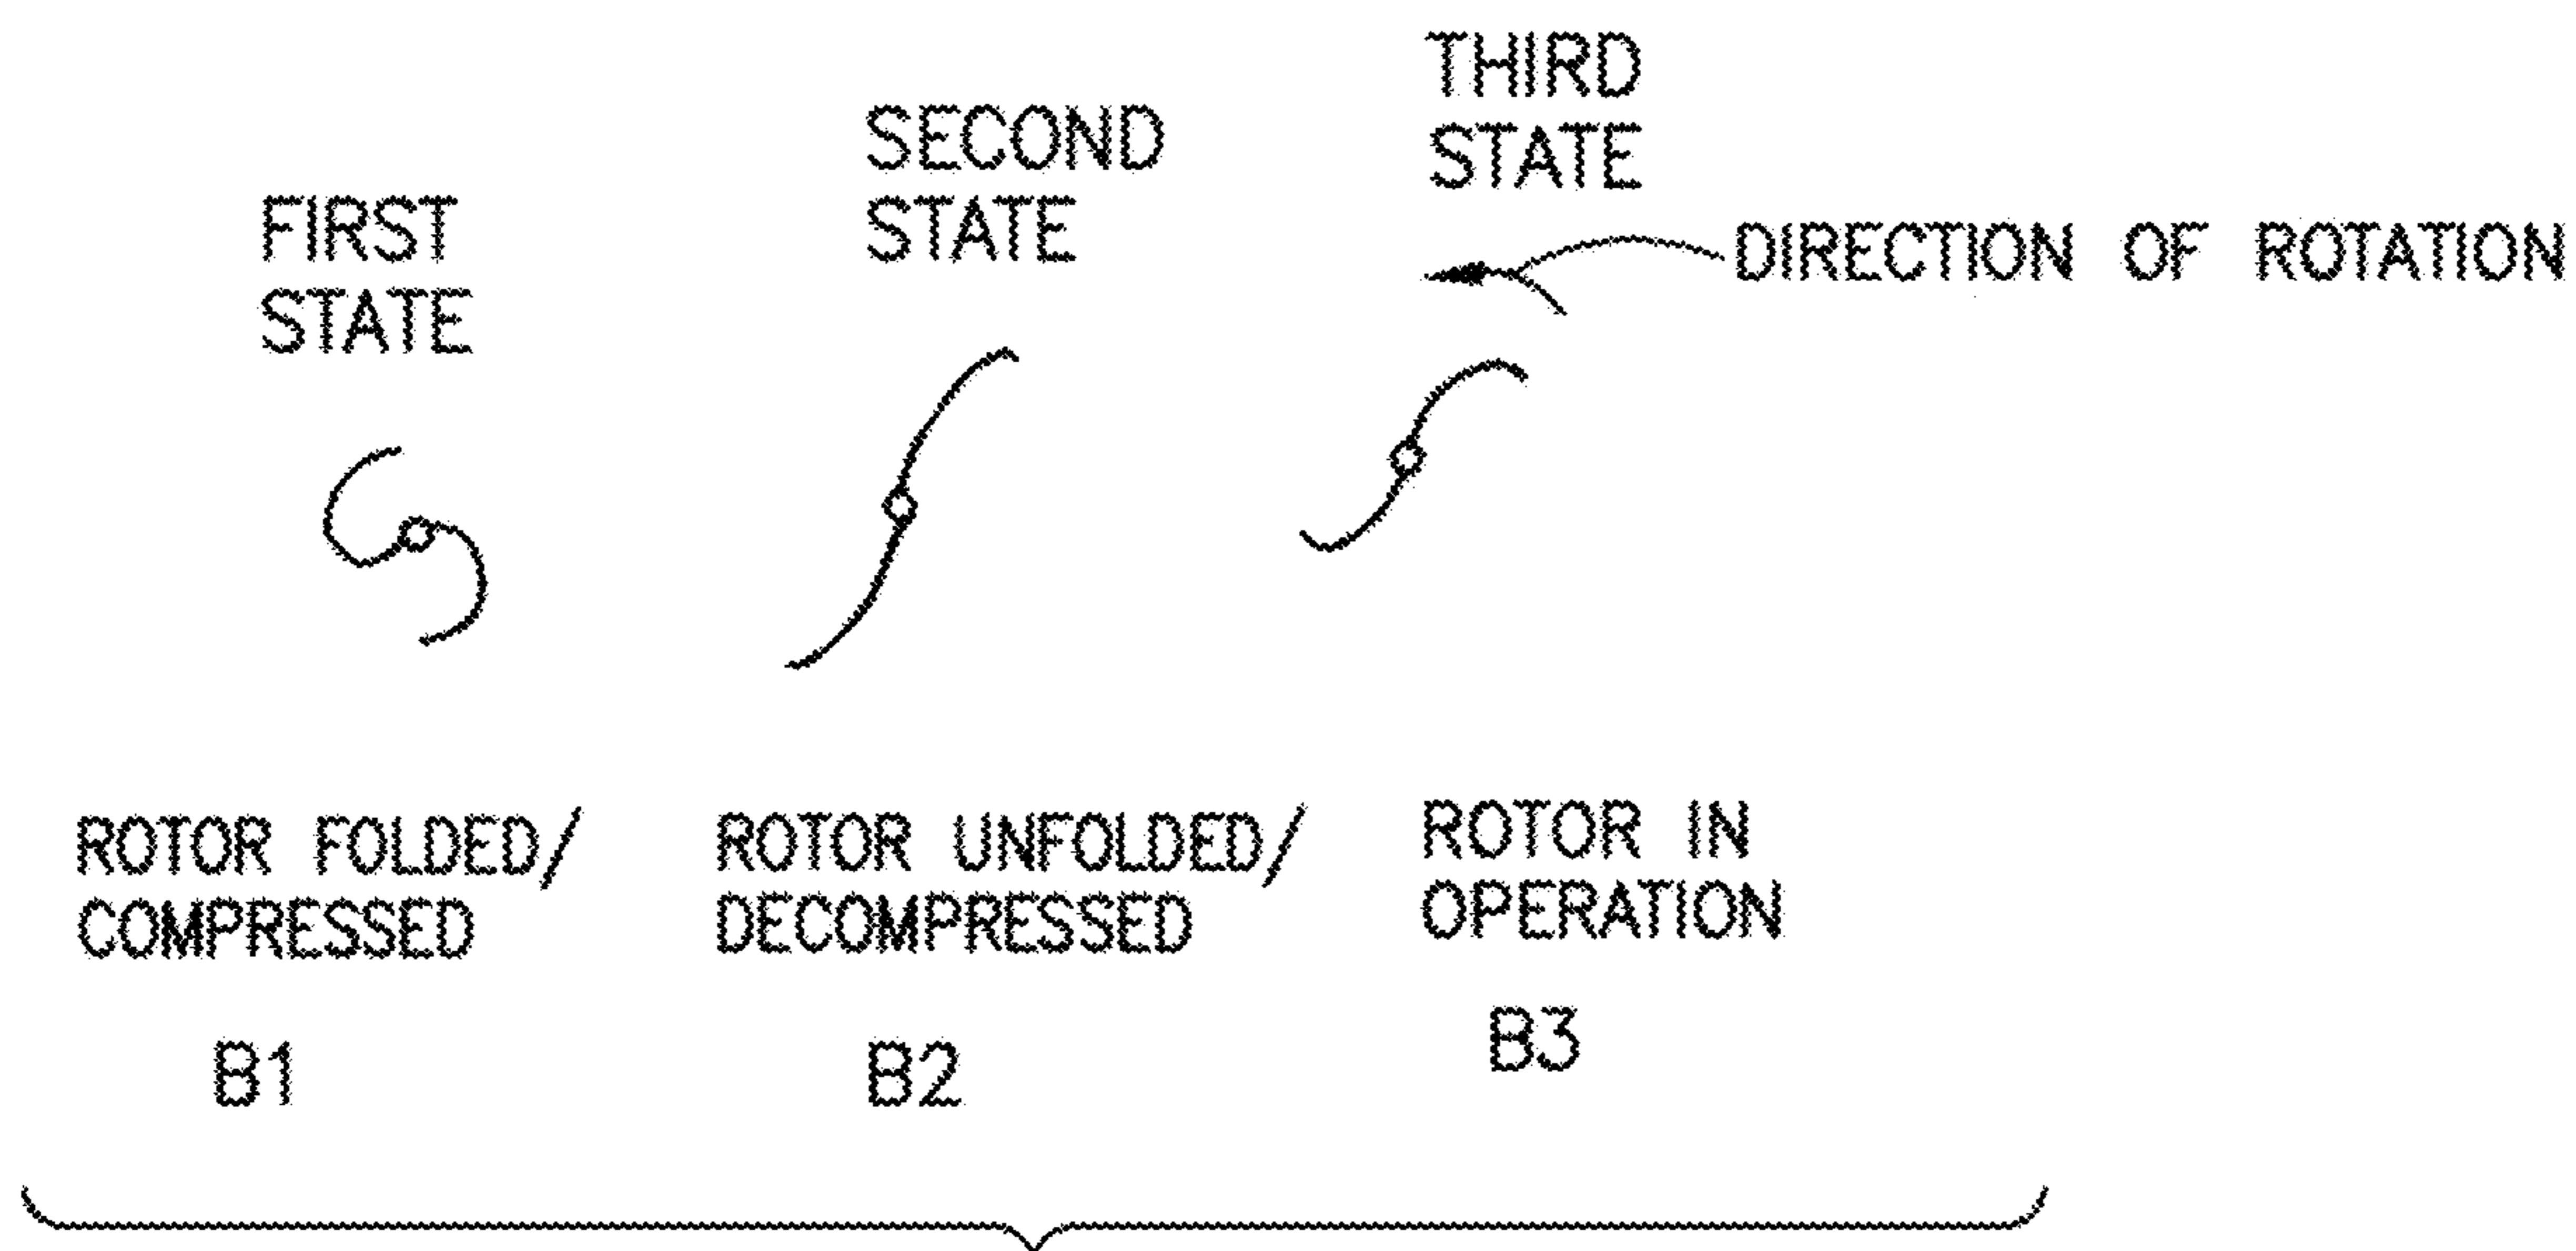 FIRST
STATE
SECOND
STATE
THIRD
STATE
DIRECTION OF ROTATION
ROTOR FOLDED/
COMPRESSED
ROTOR UNFOLDED/
DECOMPRESSED
ROTOR IN
OPERATION
B1
B2
B3